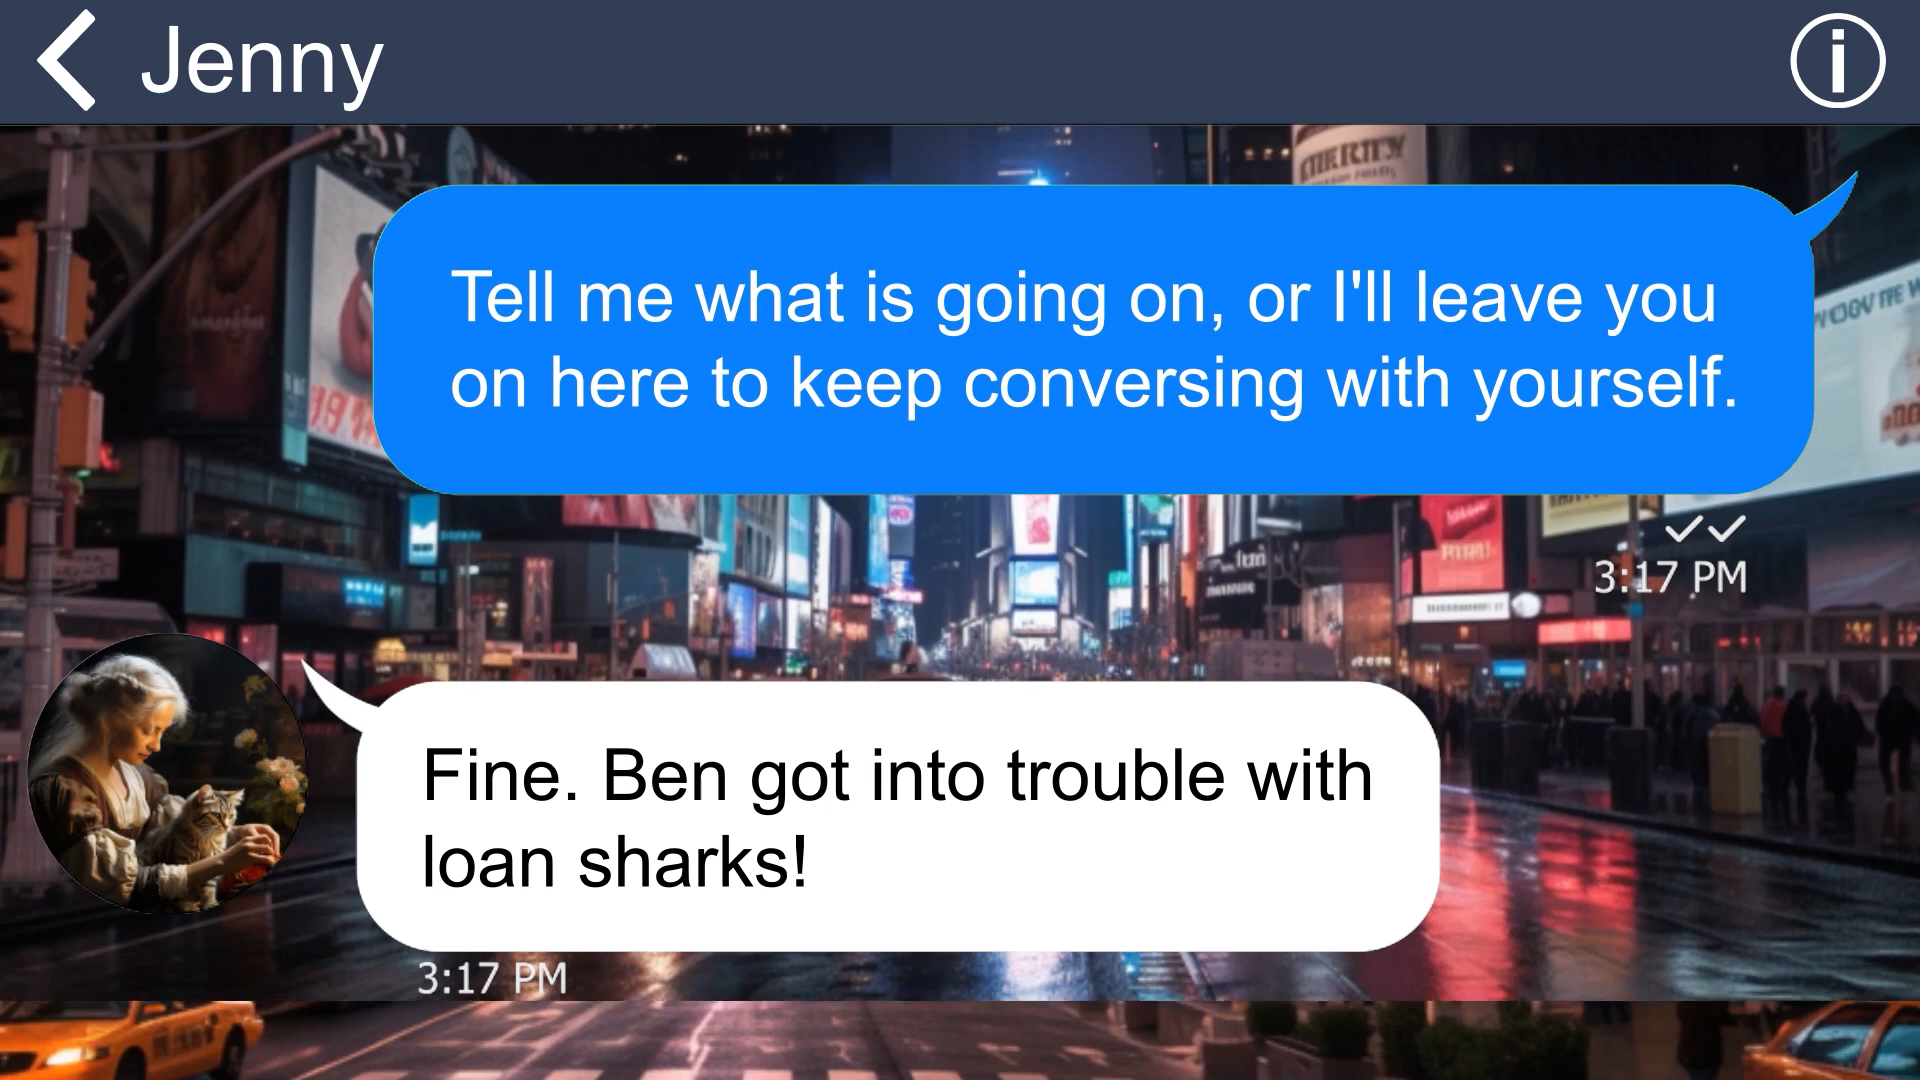 Jenny
Tell me what is going on, or I'll leave you
on here to keep conversing with yourself.
3:17 PM
Fine. Ben got into trouble with
loan sharks!
3:17 PM